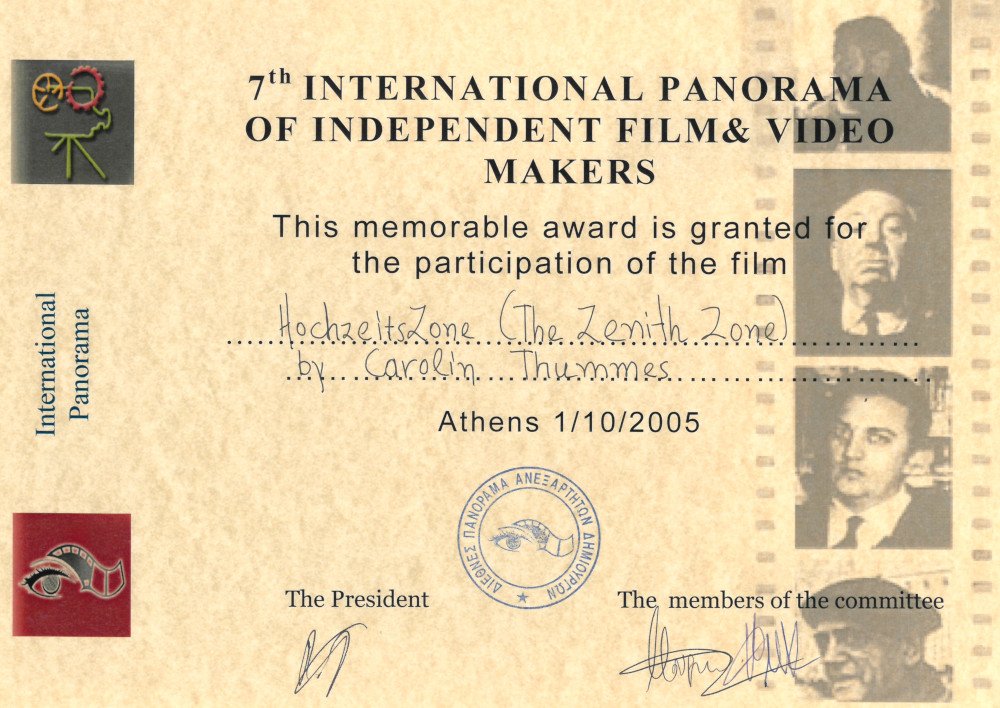 7th INTERNATIONAL PANORAMA
OF INDEPENDENT FILM& VIDEO
MAKERS
This memorable award is granted for
the participation of the film
HochzeitsZone (The Zenith Zone)
by Carolin Thummes
Athens 1/10/2005
International
Panorama
ΔΙΕΘΝΕΣ ΠΑΝΟΡΑΜΑ ΑΝΕΞΑΡΤΗΤΩΝ ΔΗΜΙΟΥΡΓΩΝ
The President
The members of the committee